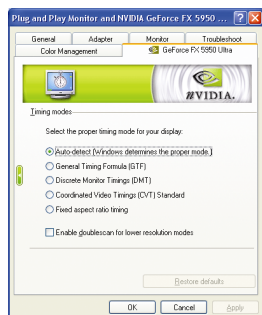 Plug and Play Monitor and NVIDIA GeForce FX 5950 ...
General Adapter Monitor Troubleshoot
Color Management GeForce FX 5950 Ultra
NVIDIA.
Timing modes
Select the proper timing mode for your display:
Auto-detect (Windows determines the proper mode.)
General Timing Formula (GTF)
Discrete Monitor Timings (DMT)
Coordinated Video Timings (CVT) Standard
Fixed aspect ratio timing
Enable doublescan for lower resolution modes
Restore defaults
OK Cancel Apply